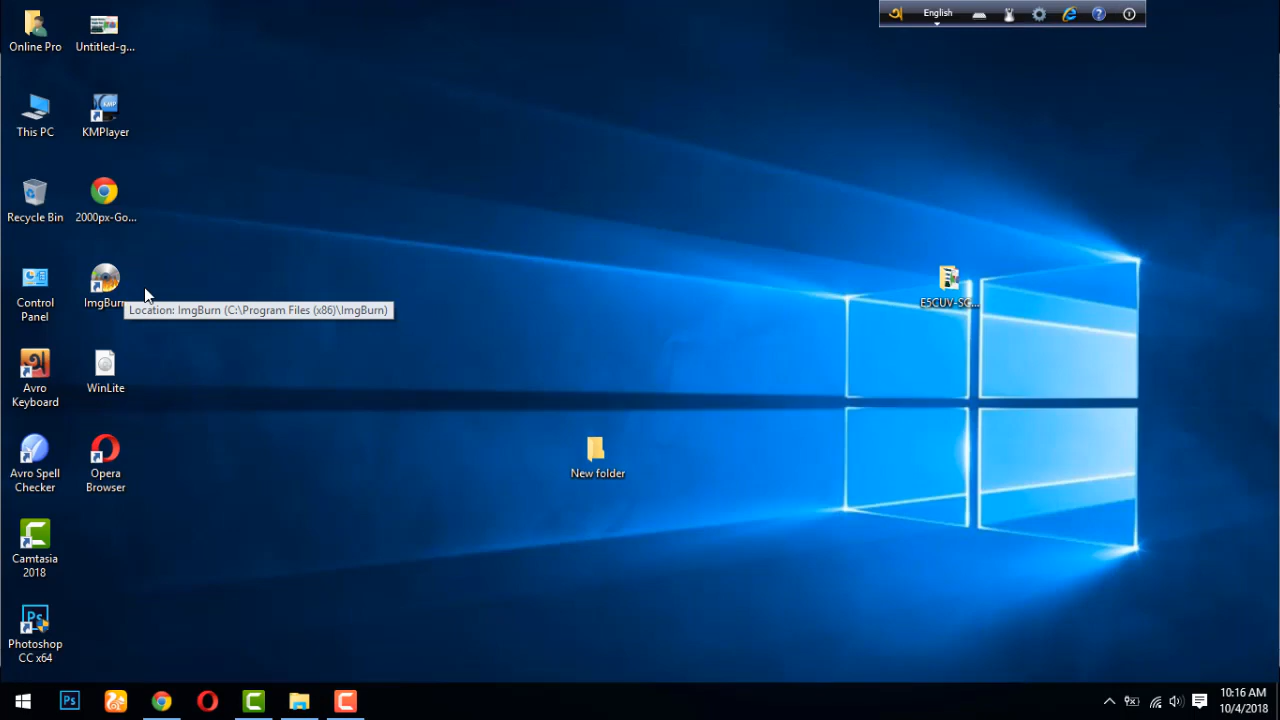 অ English
Online Pro
Untitled-g...
This PC
KMPlayer
Recycle Bin
2000px-Go...
Control
Panel
ImgBurn
Location: ImgBurn (C:\Program Files (x86)\ImgBurn)
E5CUV-SC...
Avro
Keyboard
WinLite
Avro Spell
Checker
Opera
Browser
New folder
Camtasia
2018
Photoshop
CC x64
10:16 AM
10/4/2018